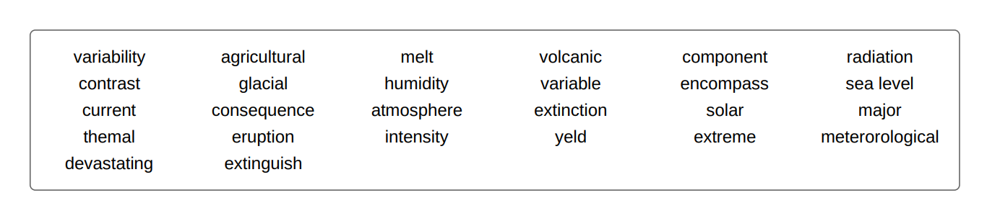 variability agricultural melt volcanic component radiation
contrast glacial humidity variable encompass sea level
current consequence atmosphere extinction solar major
themal eruption intensity yeld extreme meterorological
devastating extinguish